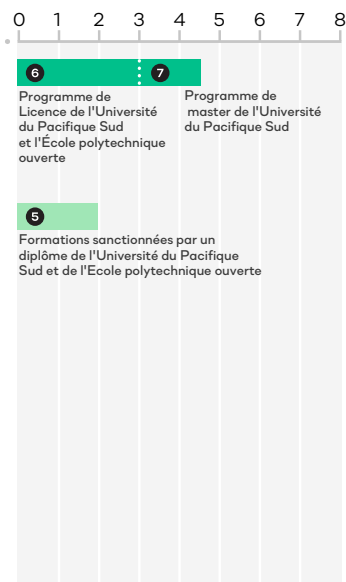 0 1 2 3 4 5 6 7 8
6 7
Programme de
Licence de l'Université
du Pacifique Sud
et l'École polytechnique
ouverte
Programme de
master de l'Université
du Pacifique Sud
5
Formations sanctionnées par un
diplôme de l'Université du Pacifique
Sud et de l'Ecole polytechnique ouverte